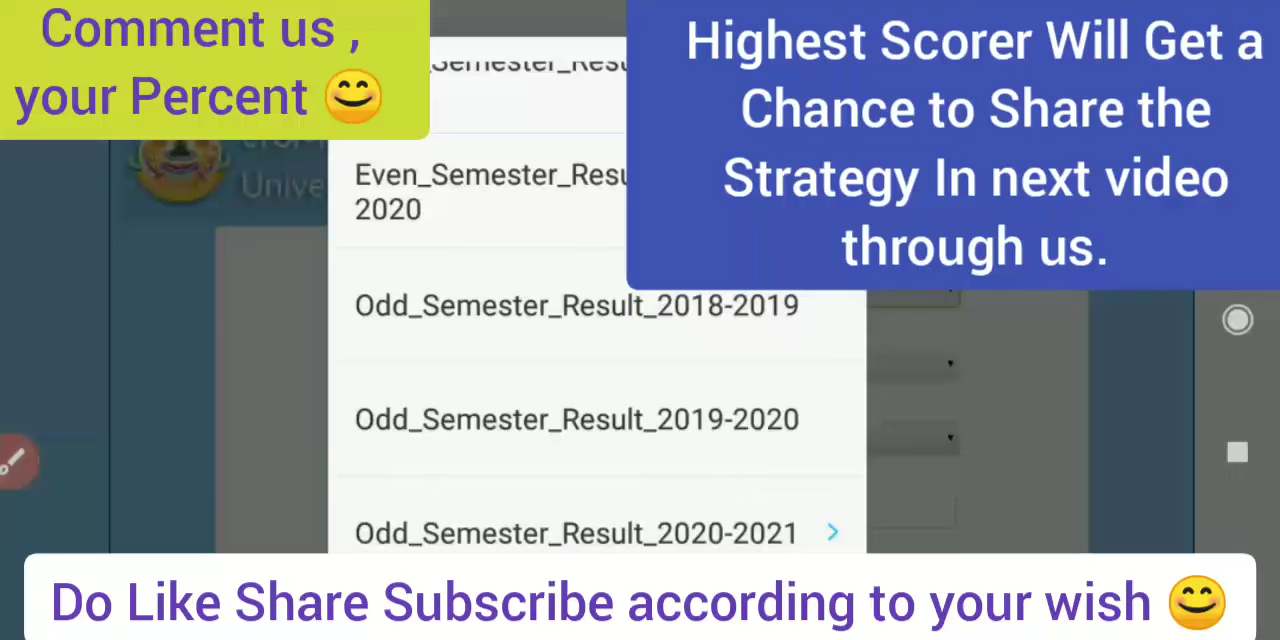 Comment us ,
your Percent 😊
Highest Scorer Will Get a
Chance to Share the
Strategy In next video
through us.
Even_Semester_Resu
2020
Odd_Semester_Result_2018-2019
Odd_Semester_Result_2019-2020
Odd_Semester_Result_2020-2021
Do Like Share Subscribe according to your wish 😊